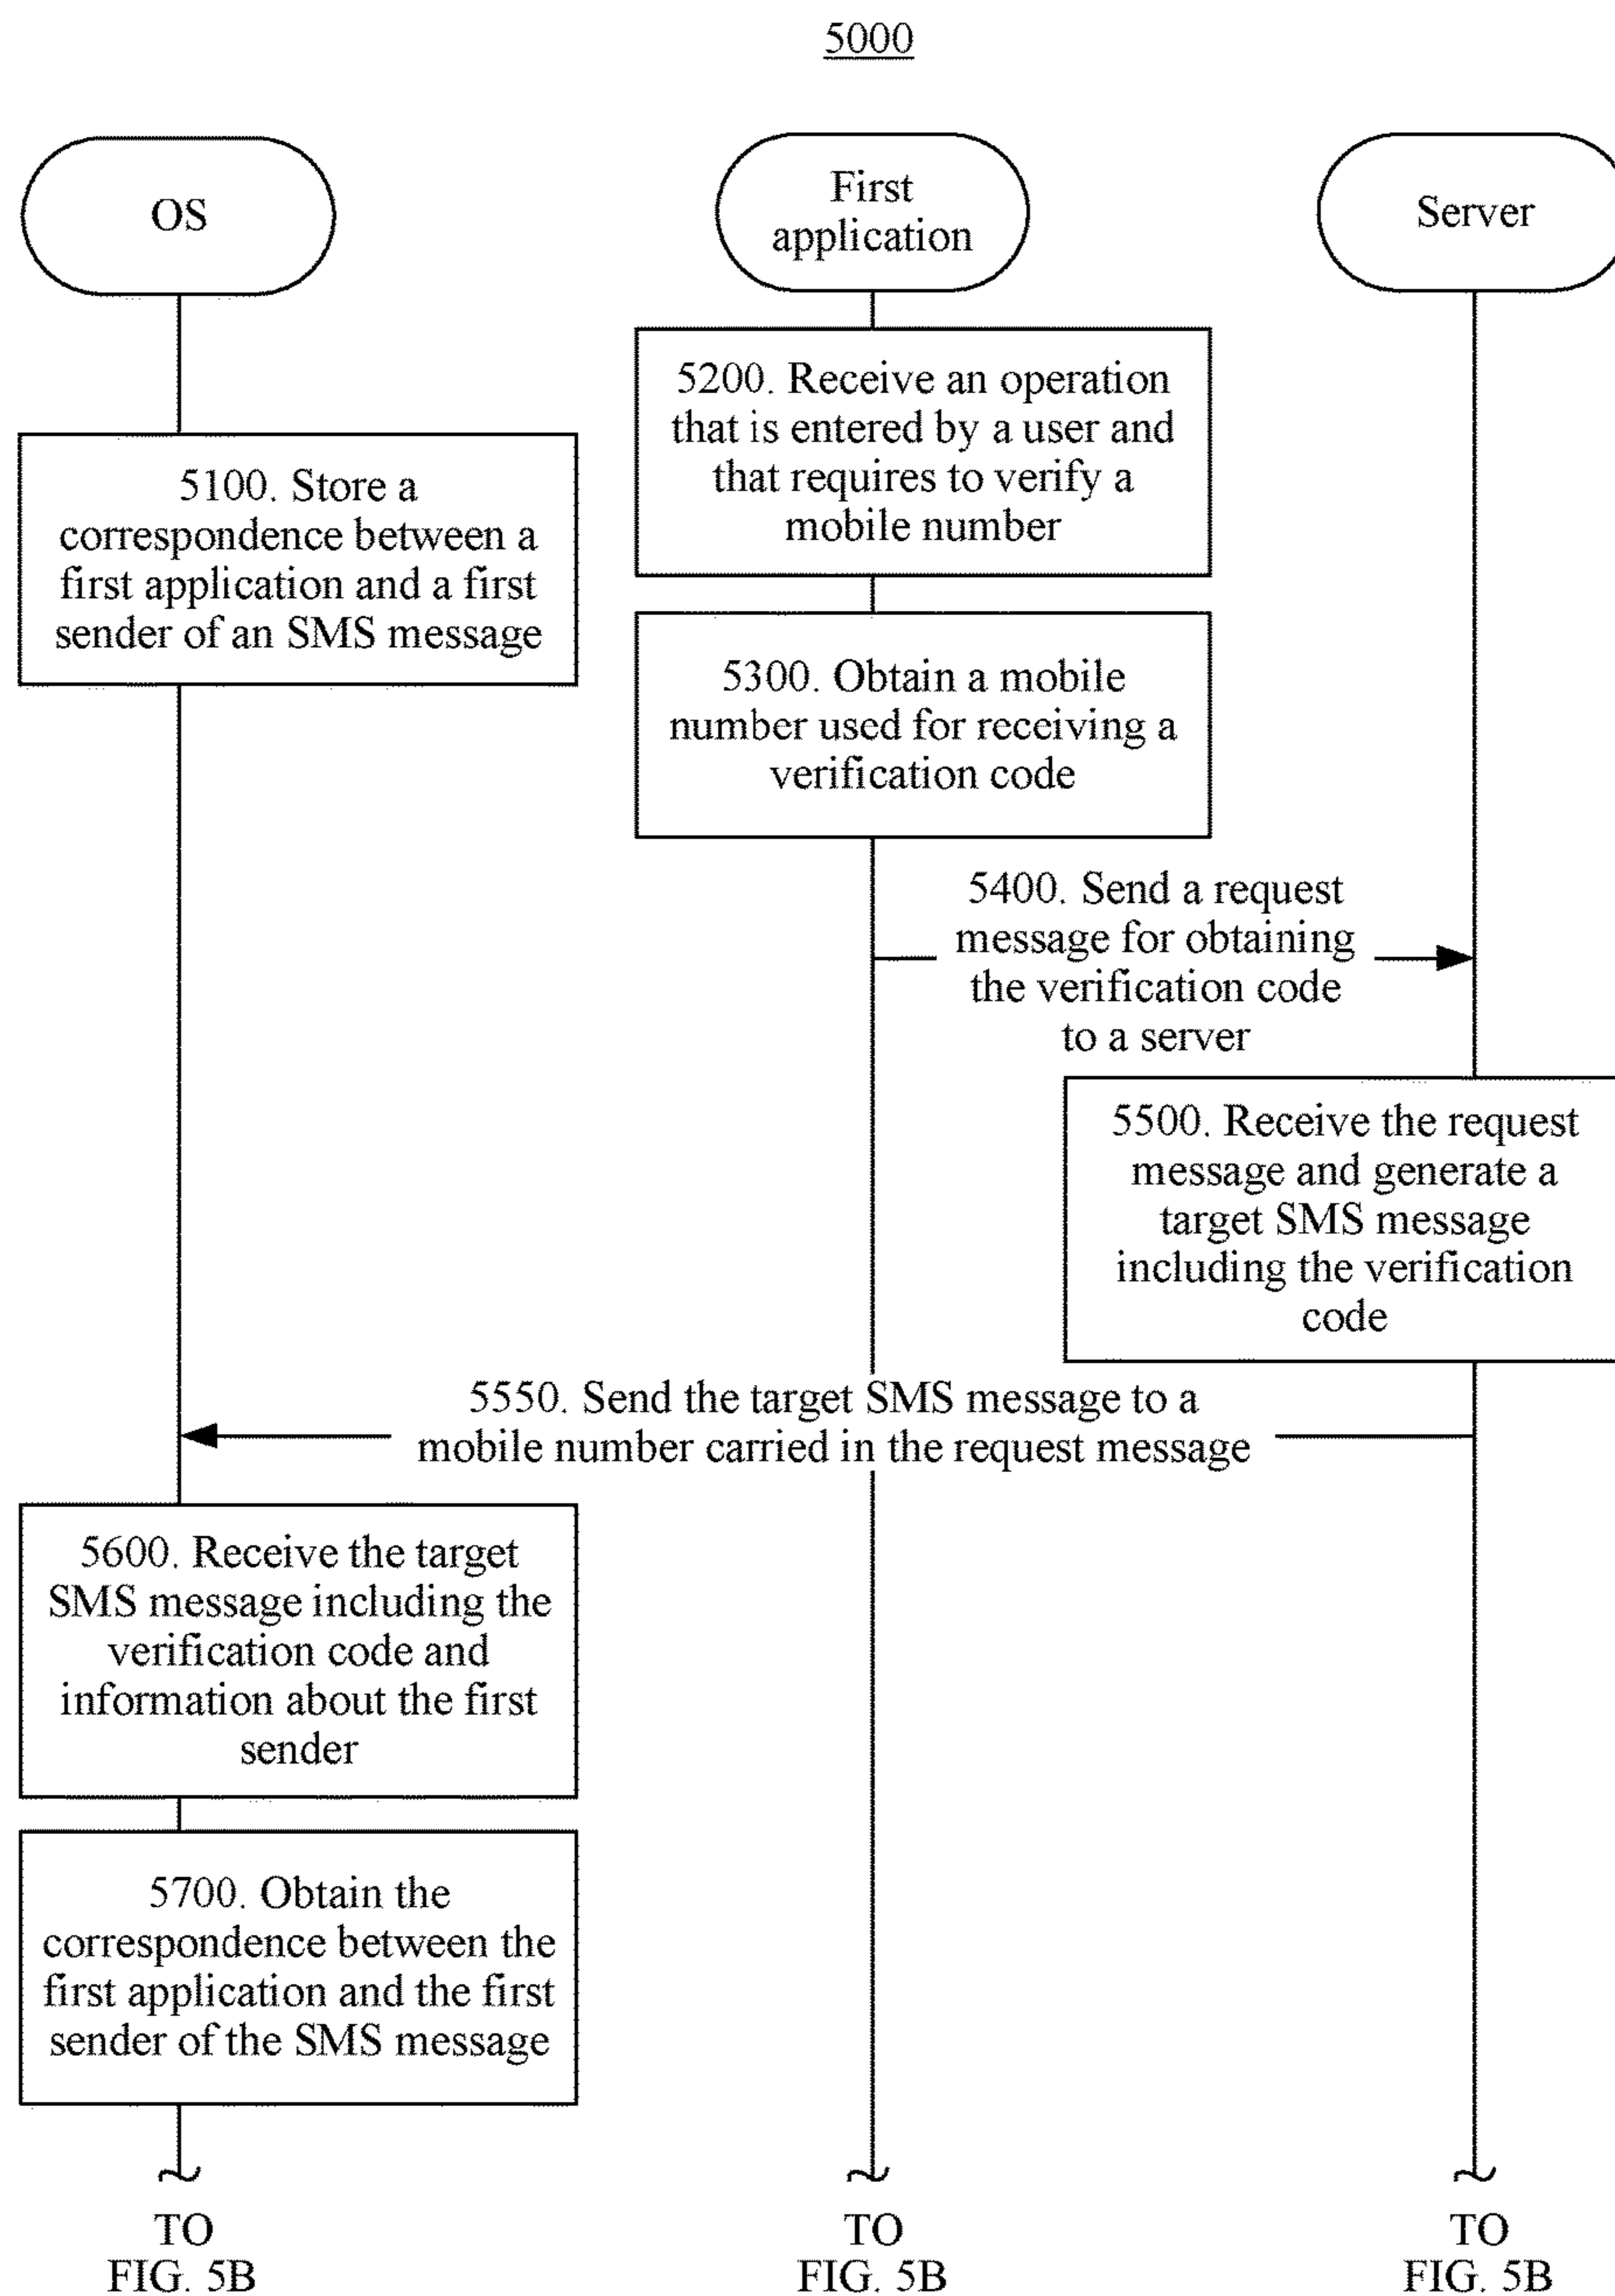 5000
OS
First
application
Server
5200. Receive an operation
that is entered by a user and
that requires to verify a
mobile number
5100. Store a
correspondence between a
first application and a first
sender of an SMS message
5300. Obtain a mobile
number used for receiving a
verification code
5400. Send a request
message for obtaining
the verification code
to a server
5500. Receive the request
message and generate a
target SMS message
including the verification
code
5550. Send the target SMS message to a
mobile number carried in the request message
5600. Receive the target
SMS message including the
verification code and
information about the first
sender
5700. Obtain the
correspondence between the
first application and the first
sender of the SMS message
TO
FIG. 5B
TO
FIG. 5B
TO
FIG. 5B